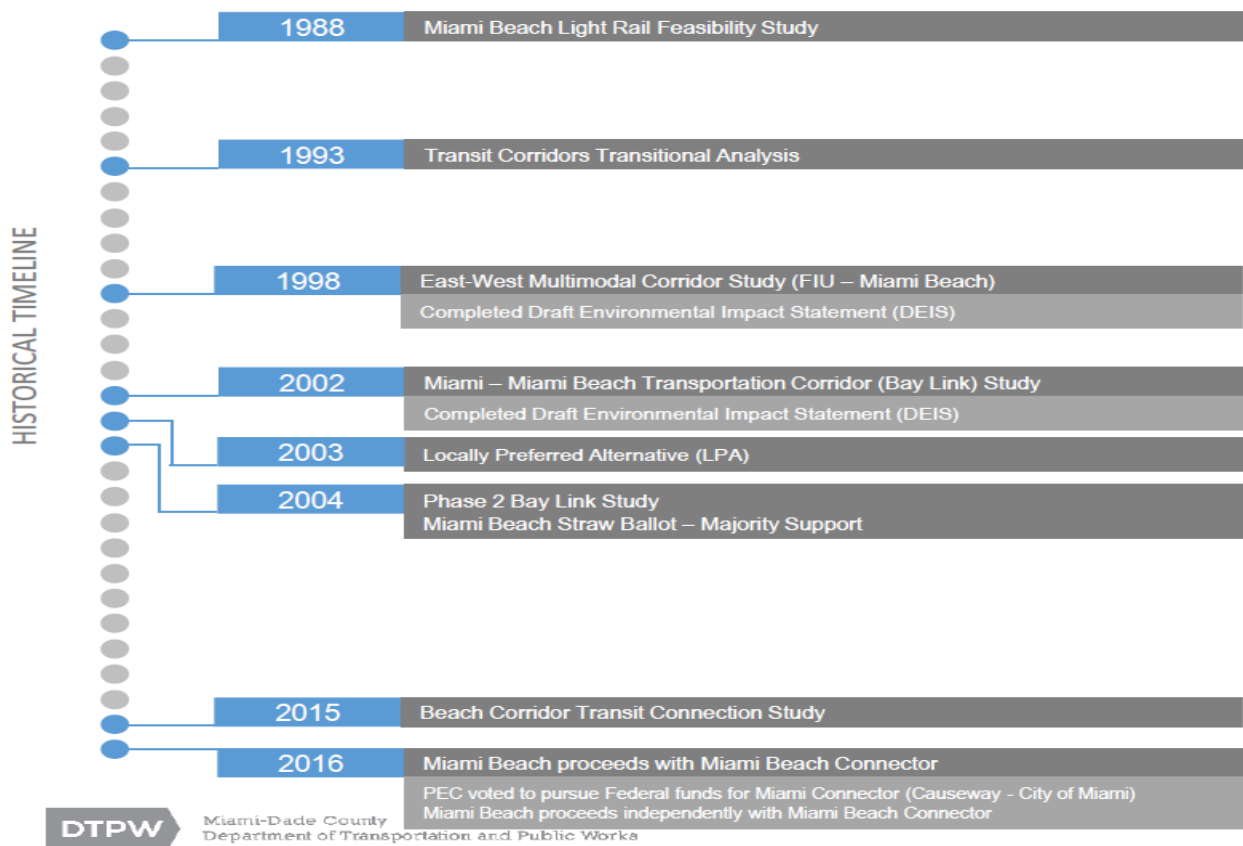 HISTORICAL TIMELINE
1988
Miami Beach Light Rail Feasibility Study
1993
Transit Corridors Transitional Analysis
1998
East-West Multimodal Corridor Study (FIU – Miami Beach)
Completed Draft Environmental Impact Statement (DEIS)
2002
Miami – Miami Beach Transportation Corridor (Bay Link) Study
Completed Draft Environmental Impact Statement (DEIS)
2003
Locally Preferred Alternative (LPA)
2004
Phase 2 Bay Link Study
Miami Beach Straw Ballot – Majority Support
2015
Beach Corridor Transit Connection Study
2016
Miami Beach proceeds with Miami Beach Connector
PEC voted to pursue Federal funds for Miami Connector (Causeway - City of Miami)
Miami Beach proceeds independently with Miami Beach Connector
DTPW
Miami-Dade County
Department of Transportation and Public Works